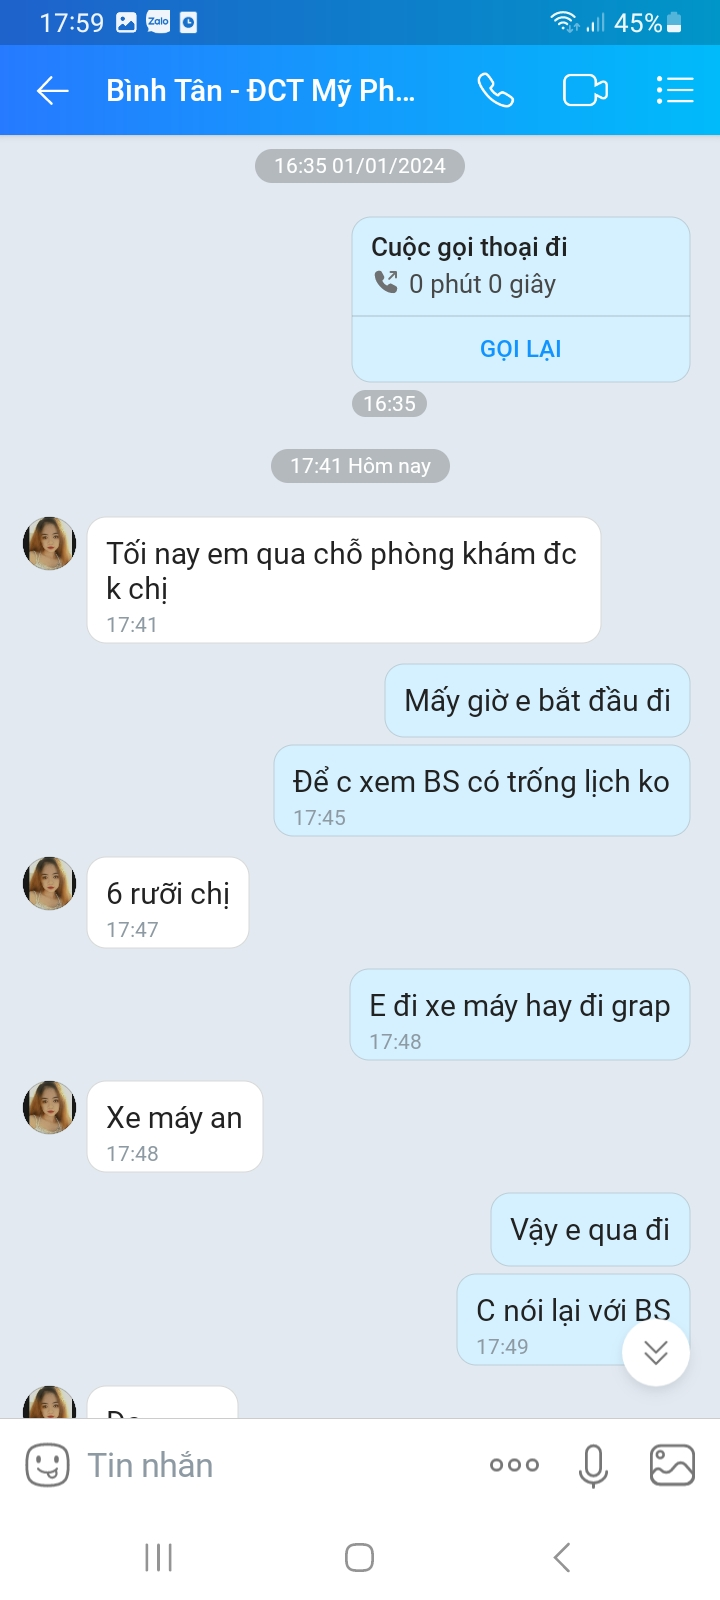 17:59 Zalo 45%
Bình Tân - ĐCT Mỹ Ph...
16:35 01/01/2024
Cuộc gọi thoại đi
0 phút 0 giây
GỌI LẠI
16:35
17:41 Hôm nay
Tối nay em qua chỗ phòng khám đc
k chị
17:41
Mấy giờ e bắt đầu đi
Để c xem BS có trống lịch ko
17:45
6 rưỡi chị
17:47
E đi xe máy hay đi grap
17:48
Xe máy an
17:48
Vậy e qua đi
C nói lại với BS
17:49
Tin nhắn